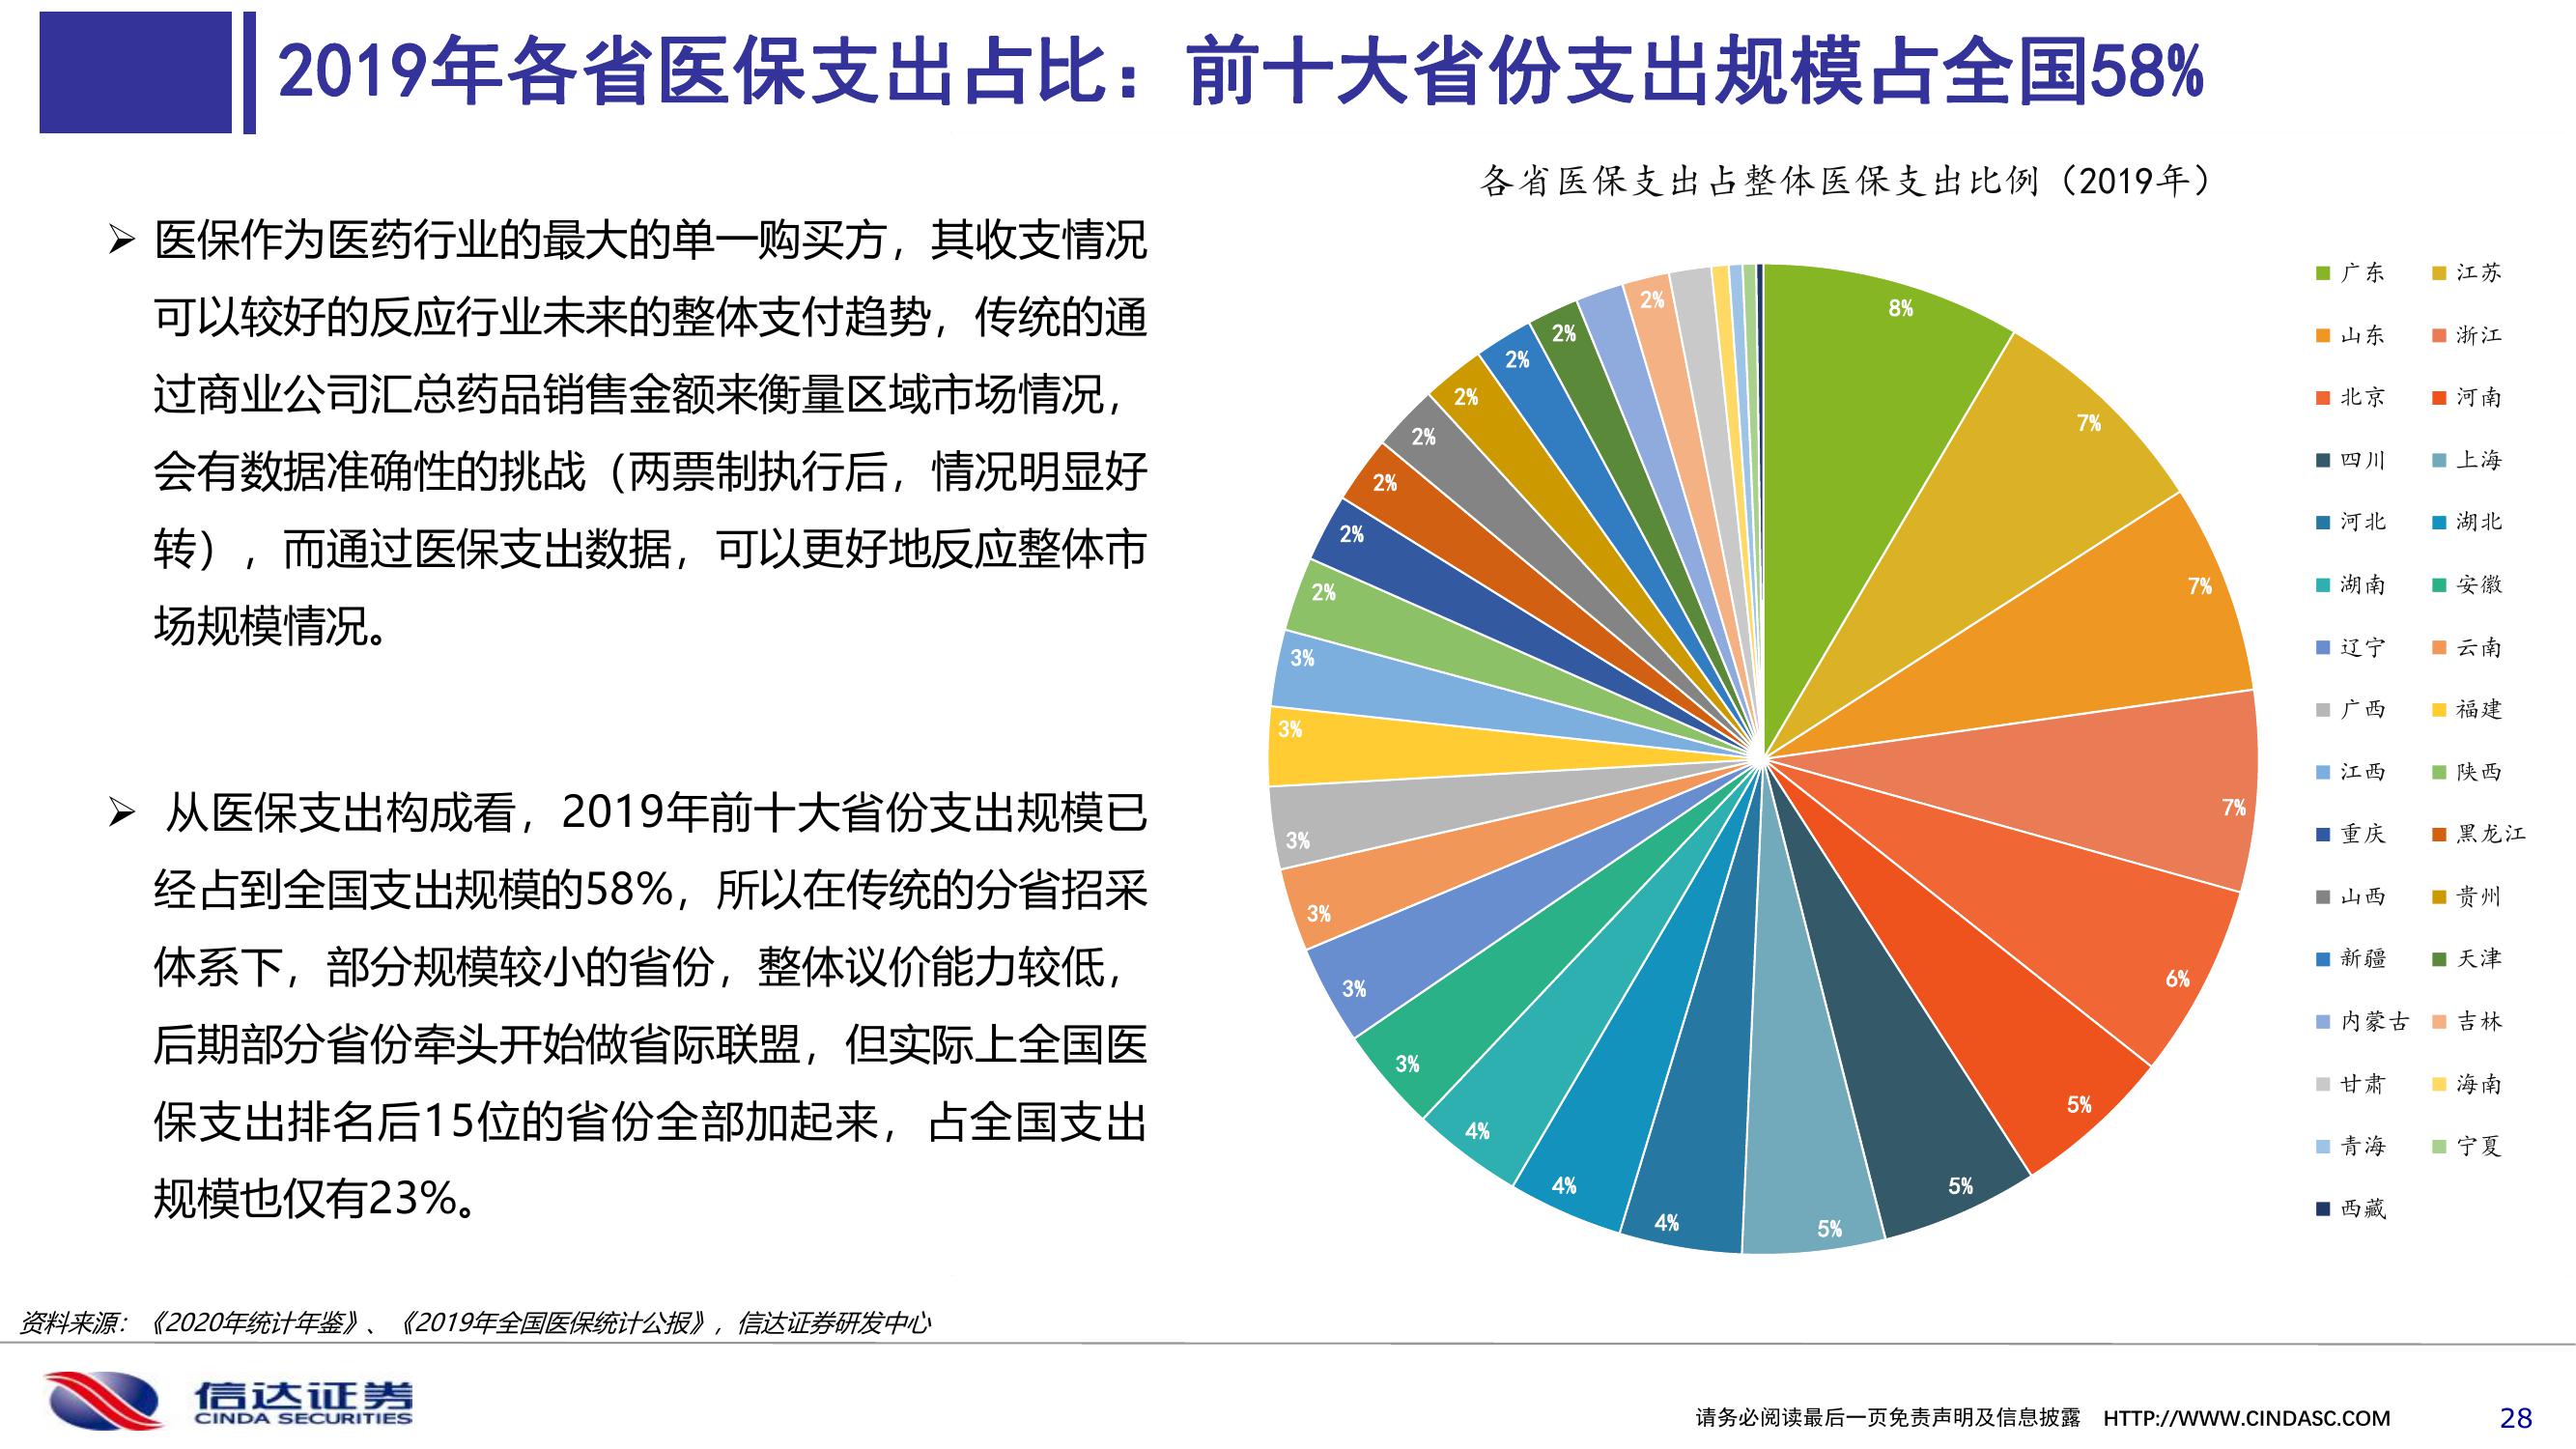 2019年各省医保支出占比：前十大省份支出规模占全国58%
医保作为医药行业的最大的单一购买方，其收支情况
可以较好的反应行业未来的整体支付趋势，传统的通
过商业公司汇总药品销售金额来衡量区域市场情况，
会有数据准确性的挑战（两票制执行后，情况明显好
转），而通过医保支出数据，可以更好地反应整体市
场规模情况。
从医保支出构成看，2019年前十大省份支出规模已
经占到全国支出规模的58%，所以在传统的分省招采
体系下，部分规模较小的省份，整体议价能力较低，
后期部分省份牵头开始做省际联盟，但实际上全国医
保支出排名后15位的省份全部加起来，占全国支出
规模也仅有23%。
各省医保支出占整体医保支出比例（2019年）
8%
7%
7%
7%
6%
5%
5%
5%
4%
4%
4%
3%
3%
3%
3%
3%
3%
2%
2%
2%
2%
2%
2%
2%
2%
广东 江苏
山东 浙江
北京 河南
四川 上海
河北 湖北
湖南 安徽
辽宁 云南
广西 福建
江西 陕西
重庆 黑龙江
山西 贵州
新疆 天津
内蒙古 吉林
甘肃 海南
青海 宁夏
西藏
资料来源：《2020年统计年鉴》、《2019年全国医保统计公报》，信达证券研发中心
信达证券
CINDA SECURITIES
请务必阅读最后一页免责声明及信息披露 HTTP://WWW.CINDASC.COM 28